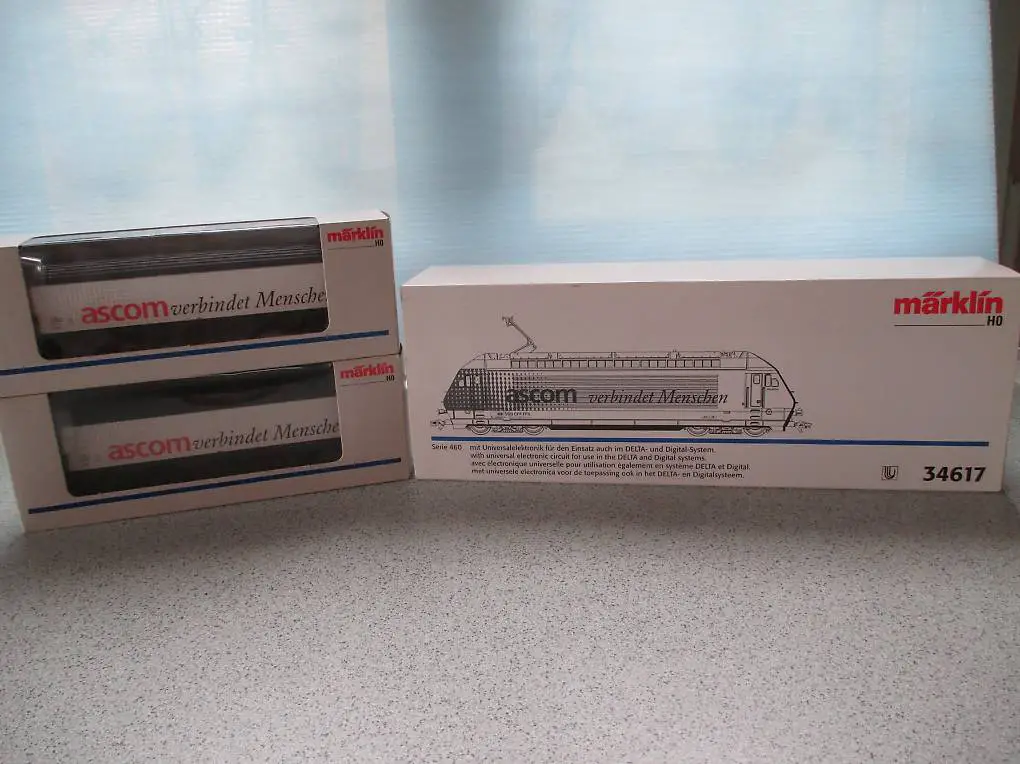 märklin
H0
ascom verbindet Mensche
märklin
H0
ascom verbindet Mensche
märklin
H0
ascom verbindet Menschen
Serie 460 mit Universalelektronik für den Einsatz auch im DELTA- und Digital-System.
with universal electronic circuit for use in the DELTA and Digital systems.
avec électronique universelle pour utilisation également en système DELTA et Digital.
met universele electronica voor de toepassing ook in het DELTA- en Digitalsysteem.
34617